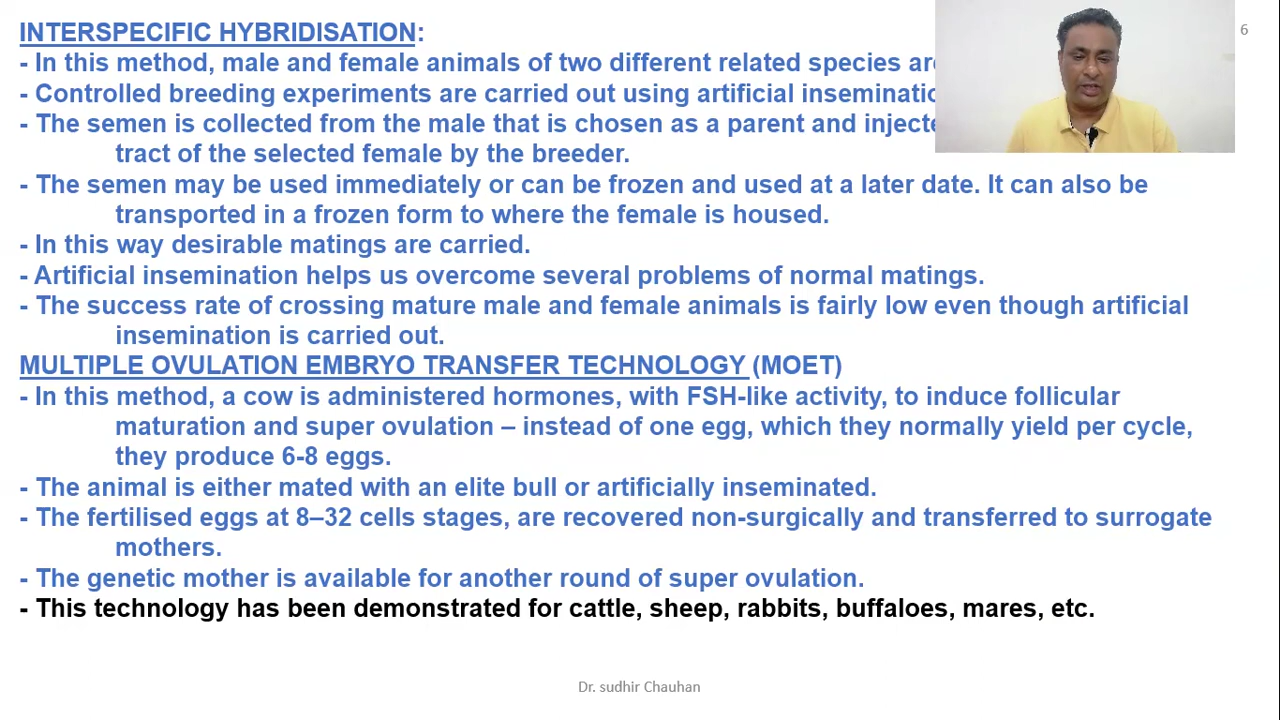 INTERSPECIFIC HYBRIDISATION:
6
- In this method, male and female animals of two different related species are
- Controlled breeding experiments are carried out using artificial
- The semen is collected from the male that is chosen as a parent and
tract of the selected female by the breeder.
- The semen may be used immediately or can be frozen and used at a later date. It can also be
transported in a frozen form to where the female is housed.
- In this way desirable matings are carried.
- Artificial insemination helps us overcome several problems of normal matings.
- The success rate of crossing mature male and female animals is fairly low even though artificial
insemination is carried out.
MULTIPLE OVULATION EMBRYO TRANSFER TECHNOLOGY (MOET)
- In this method, a cow is administered hormones, with FSH-like activity, to induce follicular
maturation and super ovulation – instead of one egg, which they normally yield per cycle,
they produce 6-8 eggs.
- The animal is either mated with an elite bull or artificially inseminated.
- The fertilised eggs at 8–32 cells stages, are recovered non-surgically and transferred to surrogate
mothers.
- The genetic mother is available for another round of super ovulation.
- This technology has been demonstrated for cattle, sheep, rabbits, buffaloes, mares, etc.
Dr. sudhir Chauhan